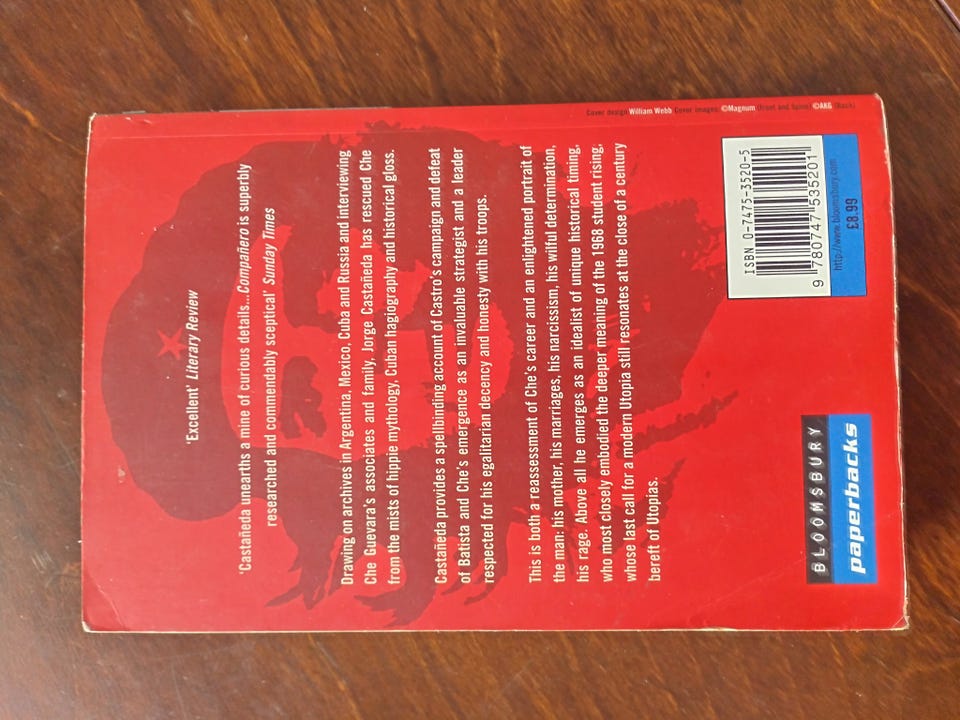 'Excellent' Literary Review
'Castañeda unearths a mine of curious details...Compañero is superbly
researched and commendably sceptical' Sunday Times
Drawing on archives in Argentina, Mexico, Cuba and Russia and interviewing
Che Guevara's associates and family, Jorge Castañeda has rescued Che
from the mists of hippie mythology, Cuban hagiography and historical gloss.
Castañeda provides a spellbinding account of Castro's campaign and defeat
of Batista and Che's emergence as an invaluable strategist and a leader
respected for his egalitarian decency and honesty with his troops.
This is both a reassessment of Che's career and an enlightened portrait of
the man: his mother, his marriages, his narcissism, his wilful determination,
his rage. Above all he emerges as an idealist of unique historical timing,
who most closely embodied the deeper meaning of the 1968 student rising,
whose last call for a modern Utopia still resonates at the close of a century
bereft of Utopias.
BLOOMSBURY
paperbacks
ISBN 0-7475-3520-5
9 780747 535201
http://www.bloomsbury.com
£8.99
Cover design William Webb Cover images: ©Magnum (Front and Spine) ©AKG (Back)